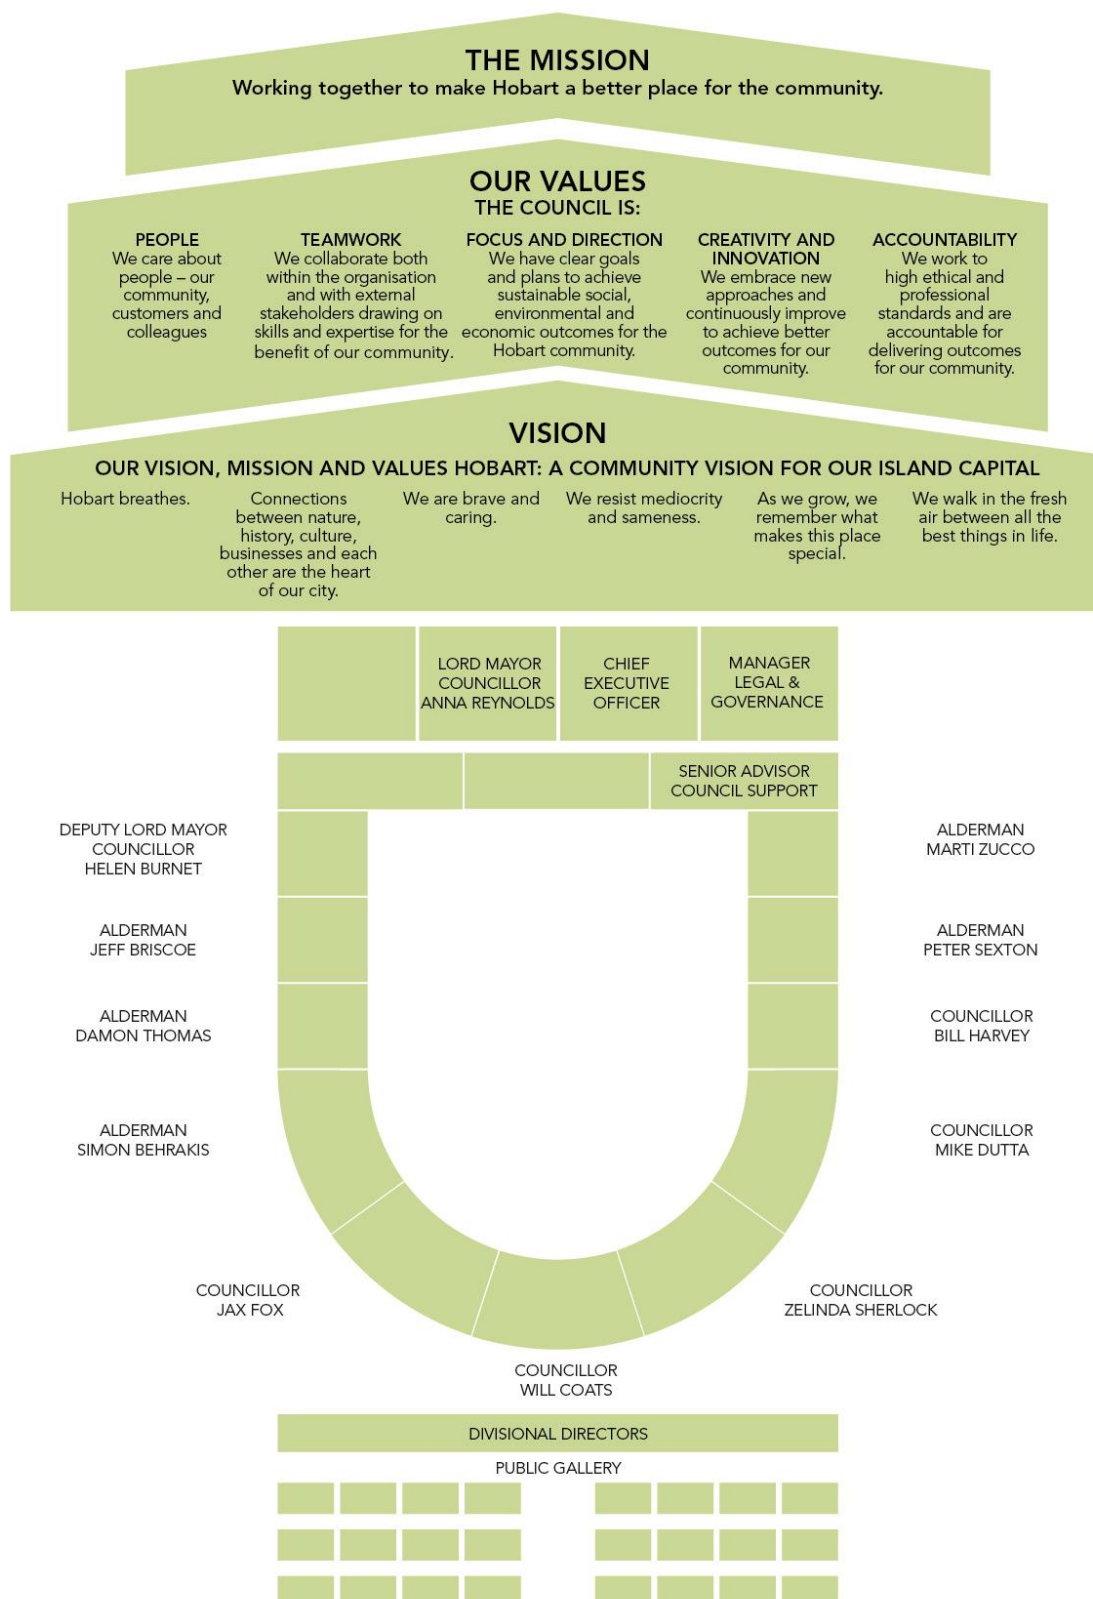 THE MISSION
Working together to make Hobart a better place for the community.
OUR VALUES
THE COUNCIL IS:
PEOPLE
We care about
people – our
community,
customers and
colleagues
TEAMWORK
We collaborate both
within the organisation
and with external
stakeholders drawing on
skills and expertise for the
benefit of our community.
FOCUS AND DIRECTION
We have clear goals
and plans to achieve
sustainable social,
environmental and
economic outcomes for the
Hobart community.
CREATIVITY AND
INNOVATION
We embrace new
approaches and
continuously improve
to achieve better
outcomes for our
community.
ACCOUNTABILITY
We work to
high ethical and
professional
standards and are
accountable for
delivering outcomes
for our community.
VISION
OUR VISION, MISSION AND VALUES HOBART: A COMMUNITY VISION FOR OUR ISLAND CAPITAL
Hobart breathes.
Connections
between nature,
history, culture,
businesses and each
other are the heart
of our city.
We are brave and
caring.
We resist mediocrity
and sameness.
As we grow, we
remember what
makes this place
special.
We walk in the fresh
air between all the
best things in life.
LORD MAYOR
COUNCILLOR
ANNA REYNOLDS
CHIEF
EXECUTIVE
OFFICER
MANAGER
LEGAL &
GOVERNANCE
SENIOR ADVISOR
COUNCIL SUPPORT
DEPUTY LORD MAYOR
COUNCILLOR
HELEN BURNET
ALDERMAN
MARTI ZUCCO
ALDERMAN
JEFF BRISCOE
ALDERMAN
PETER SEXTON
ALDERMAN
DAMON THOMAS
COUNCILLOR
BILL HARVEY
ALDERMAN
SIMON BEHRAKIS
COUNCILLOR
MIKE DUTTA
COUNCILLOR
JAX FOX
COUNCILLOR
ZELINDA SHERLOCK
COUNCILLOR
WILL COATS
DIVISIONAL DIRECTORS
PUBLIC GALLERY